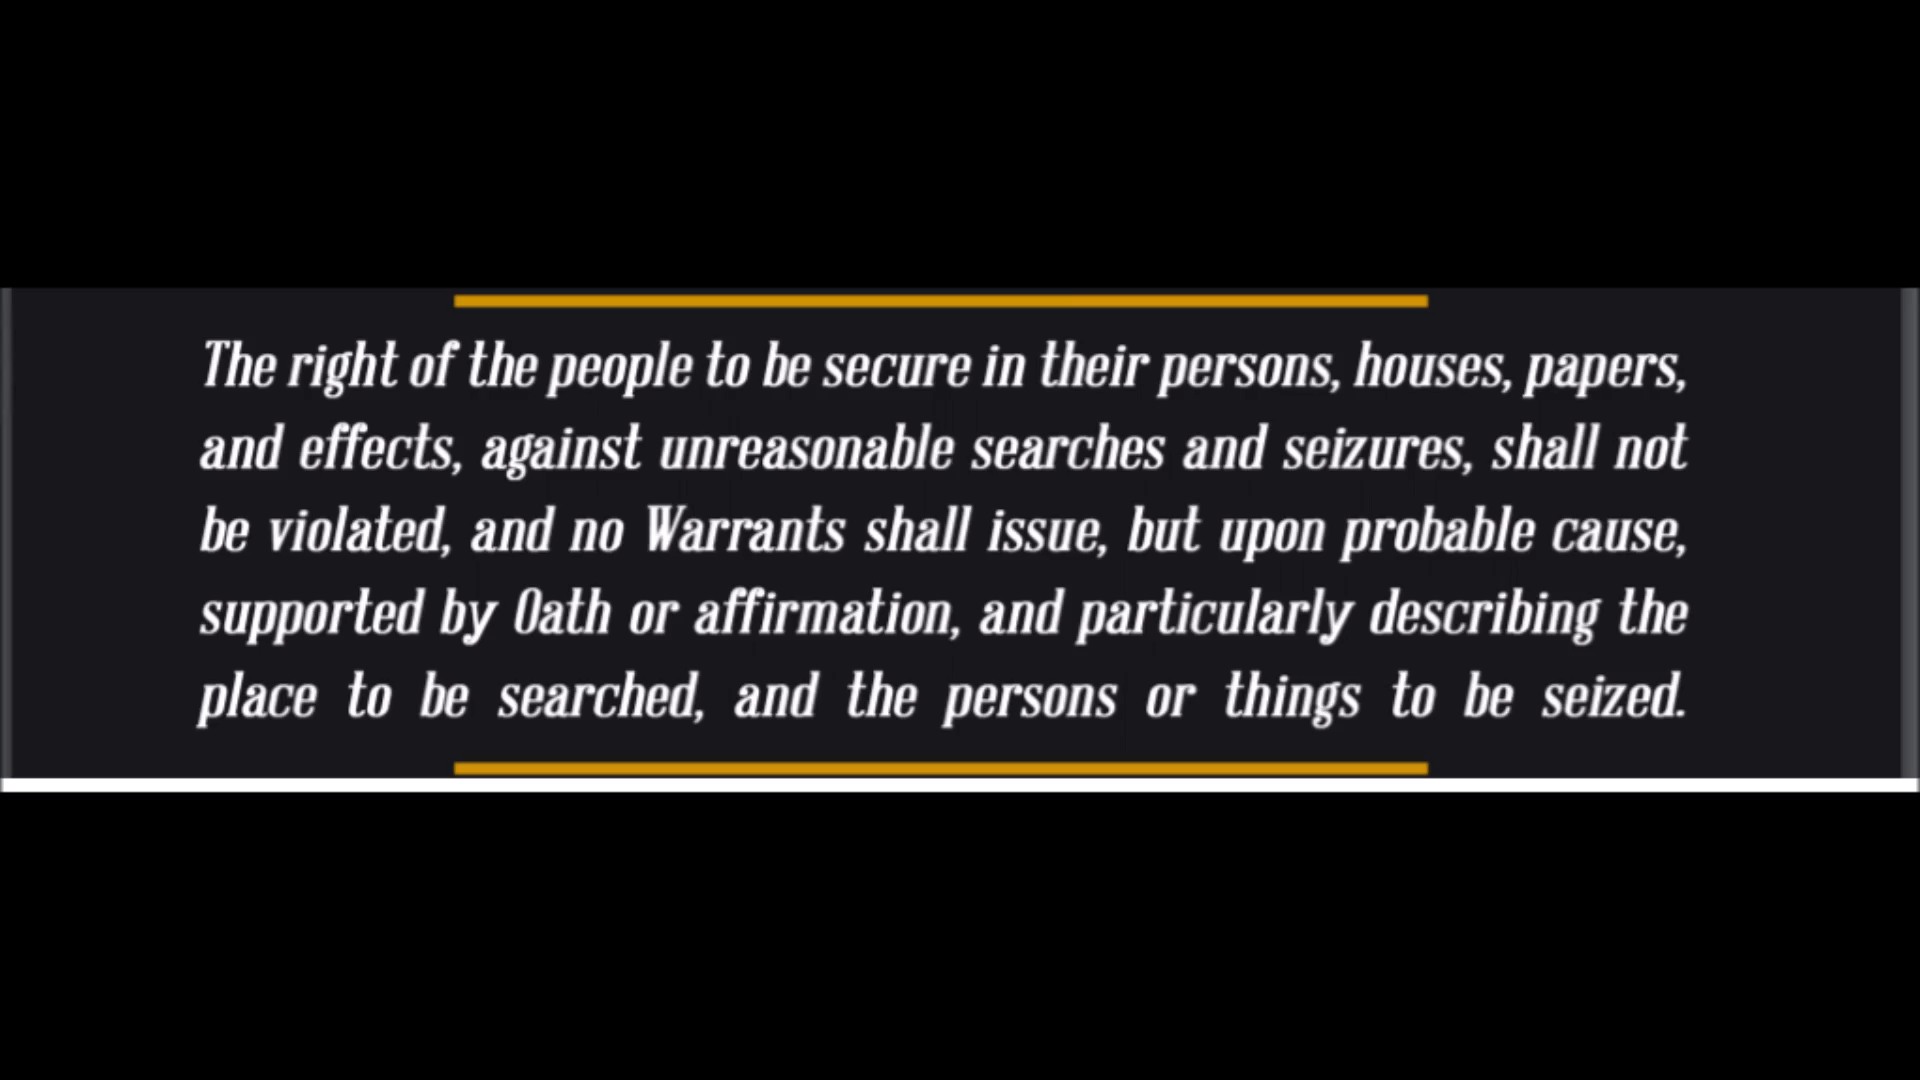 The right of the people to be secure in their persons, houses, papers,
and effects, against unreasonable searches and seizures, shall not
be violated, and no Warrants shall issue, but upon probable cause,
supported by Oath or affirmation, and particularly describing the
place to be searched, and the persons or things to be seized.